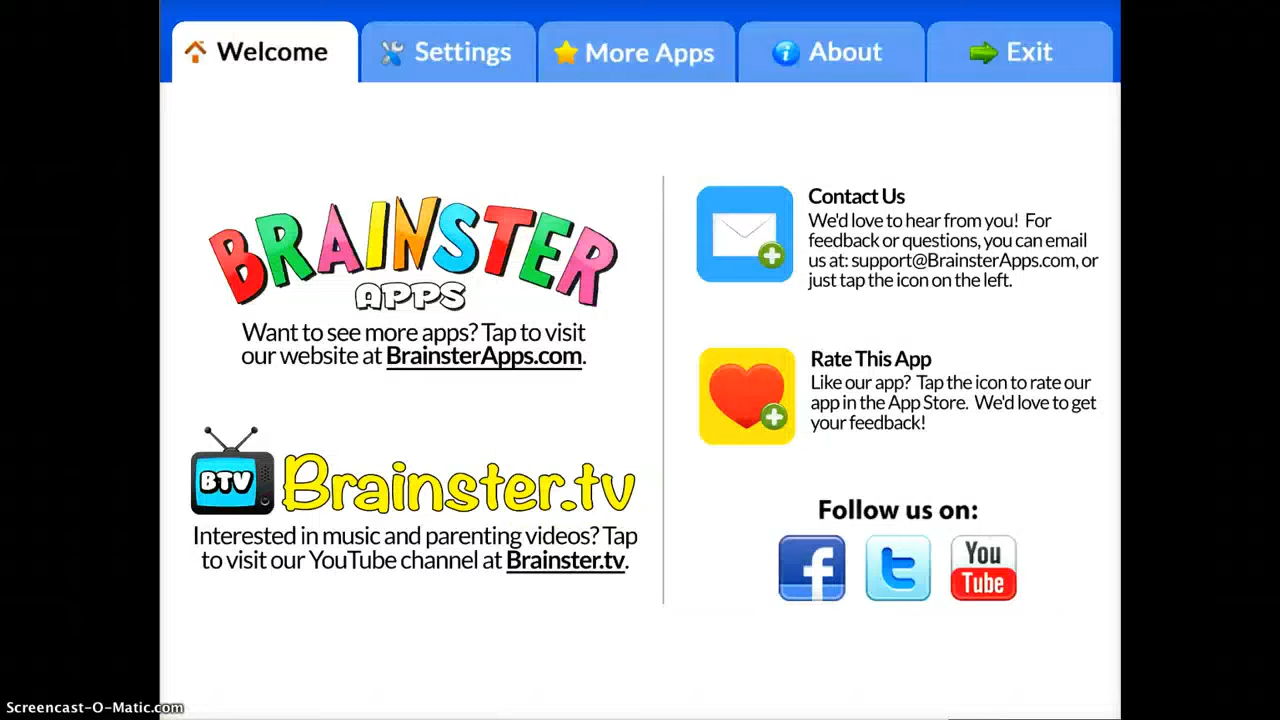 Welcome
Settings
More Apps
About
Exit
BRAINSTER
APPS
Want to see more apps? Tap to visit
our website at BrainsterApps.com.
BTV
Brainster.tv
Interested in music and parenting videos? Tap
to visit our YouTube channel at Brainster.tv.
Contact Us
We'd love to hear from you! For
feedback or questions, you can email
us at: support@BrainsterApps.com, or
just tap the icon on the left.
Rate This App
Like our app? Tap the icon to rate our
app in the App Store. We'd love to get
your feedback!
Follow us on:
f
t
You
Tube
Screencast-O-Matic.com